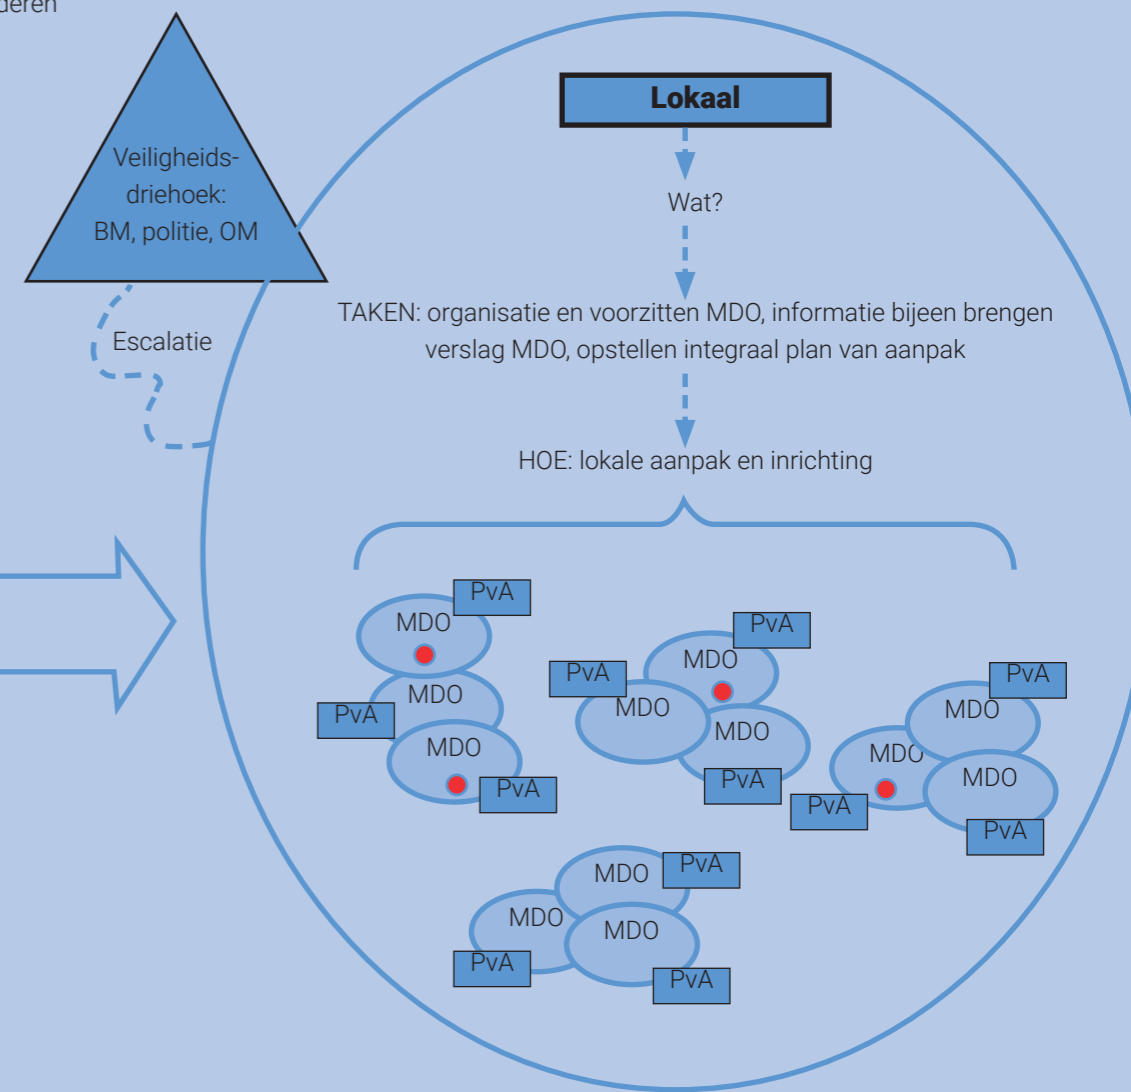 deren
Veiligheids-
driehoek:
BM, politie, OM
Escalatie
Lokaal
Wat?
TAKEN: organisatie en voorzitten MDO, informatie bijeen brengen
verslag MDO, opstellen integraal plan van aanpak
HOE: lokale aanpak en inrichting
PvA
MDO
MDO
PvA
MDO
PvA
PvA
MDO
PvA
MDO
MDO
PvA
PvA
MDO
MDO
MDO
PvA
PvA
MDO
PvA
MDO
MDO
PvA
PvA